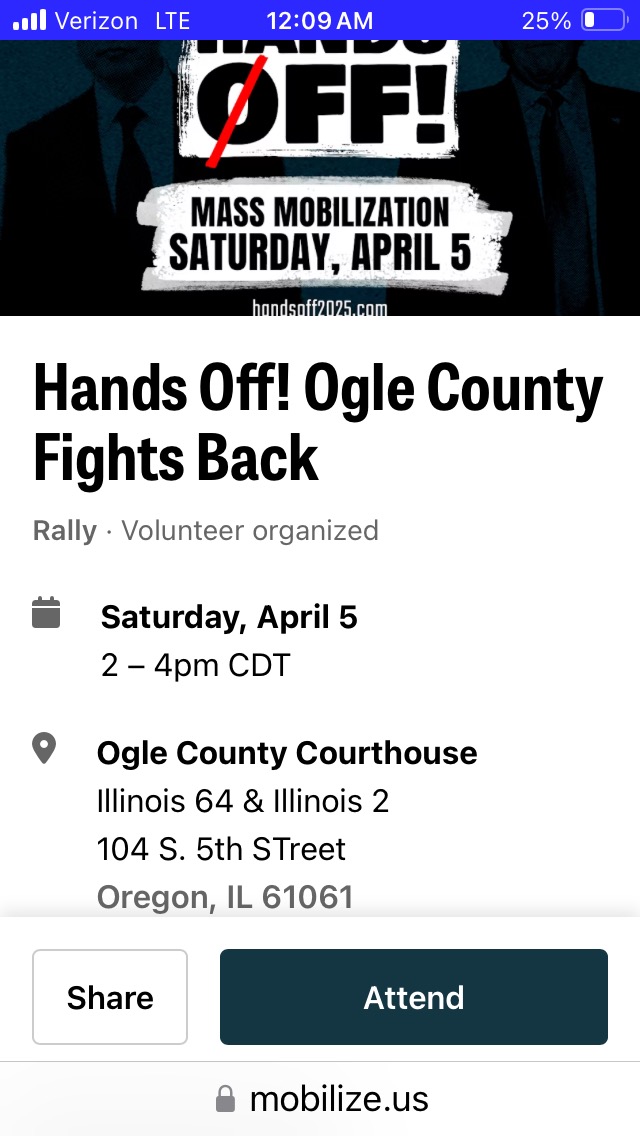 Verizon LTE 12:09 AM 25%
HANDS
OFF!
MASS MOBILIZATION
SATURDAY, APRIL 5
handsoff2025.com
Hands Off! Ogle County
Fights Back
Rally · Volunteer organized
Saturday, April 5
2 – 4pm CDT
Ogle County Courthouse
Illinois 64 & Illinois 2
104 S. 5th STreet
Oregon, IL 61061
Share Attend
mobilize.us